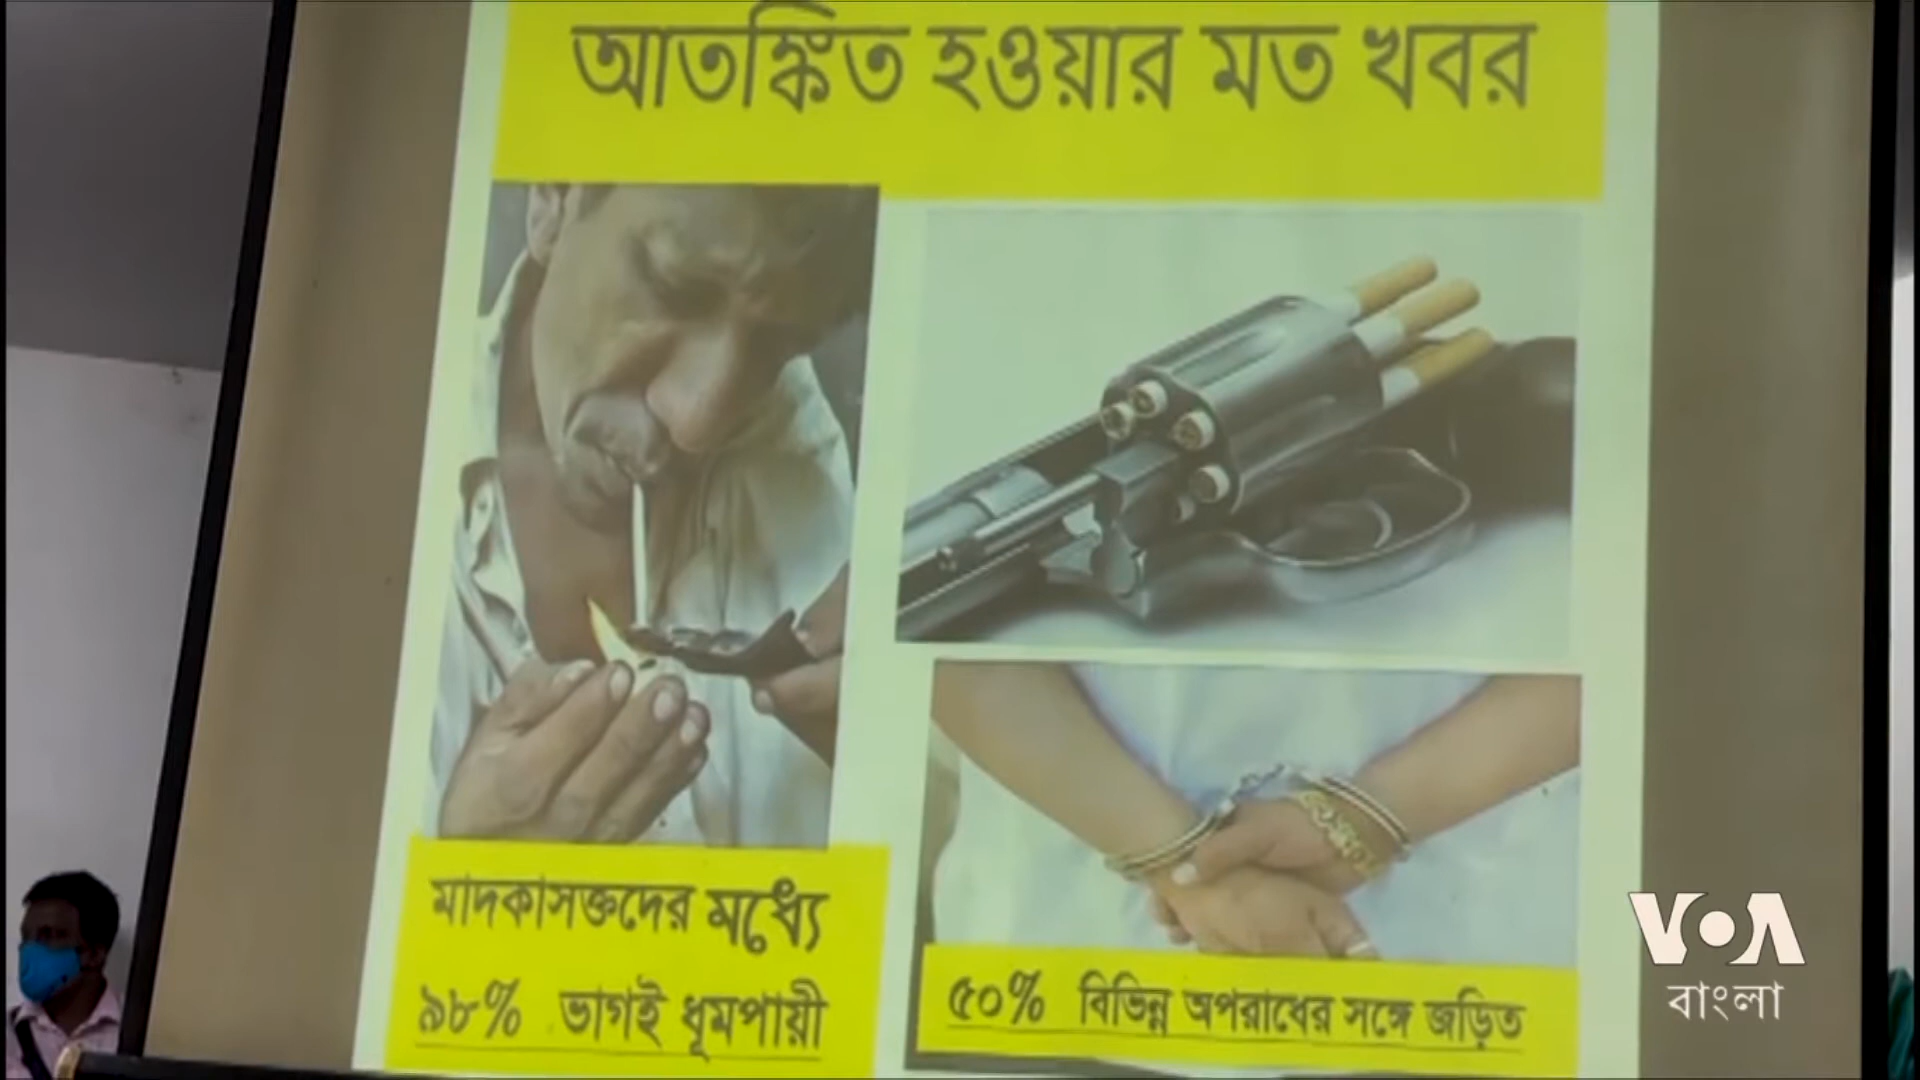 আতঙ্কিত হওয়ার মত খবর
মাদকাসক্তদের মধ্যে
৯৮% ভাগই ধূমপায়ী
৫০% বিভিন্ন অপরাধের সঙ্গে জড়িত
VOA
বাংলা